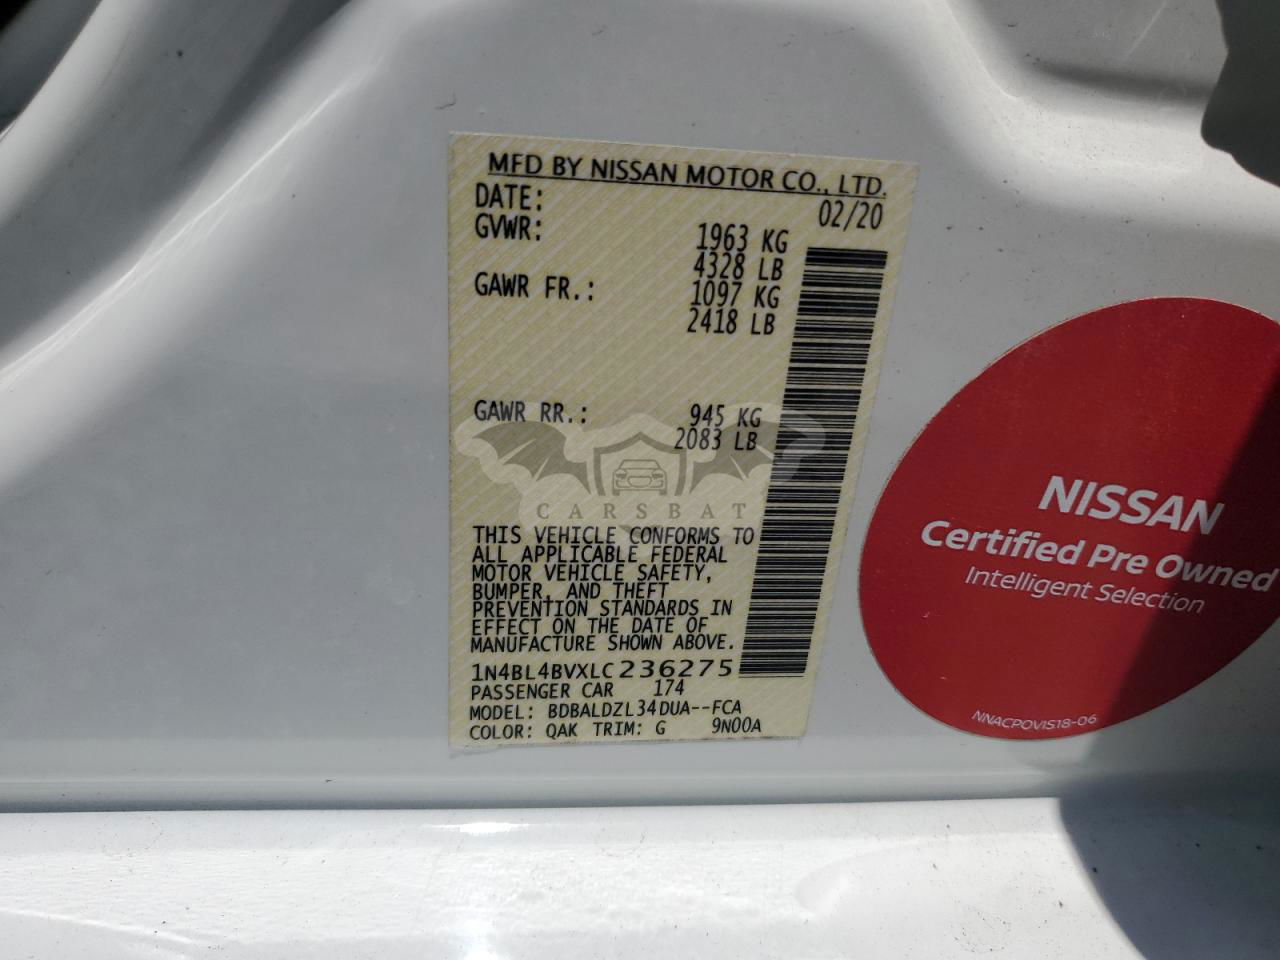 MFD BY NISSAN MOTOR CO., LTD.
DATE: 02/20
GVWR: 1963 KG
4328 LB
GAWR FR.: 1097 KG
2418 LB
GAWR RR.: 945 KG
2083 LB
CARSBAT
THIS VEHICLE CONFORMS TO
ALL APPLICABLE FEDERAL
MOTOR VEHICLE SAFETY,
BUMPER, AND THEFT
PREVENTION STANDARDS IN
EFFECT ON THE DATE OF
MANUFACTURE SHOWN ABOVE.
1N4BL4BVXLC236275
PASSENGER CAR 174
MODEL: BDBALDZL34DUA--FCA
COLOR: QAK TRIM: G 9N00A
NISSAN
Certified Pre Owned
Intelligent Selection
NNACPOVIS18-06